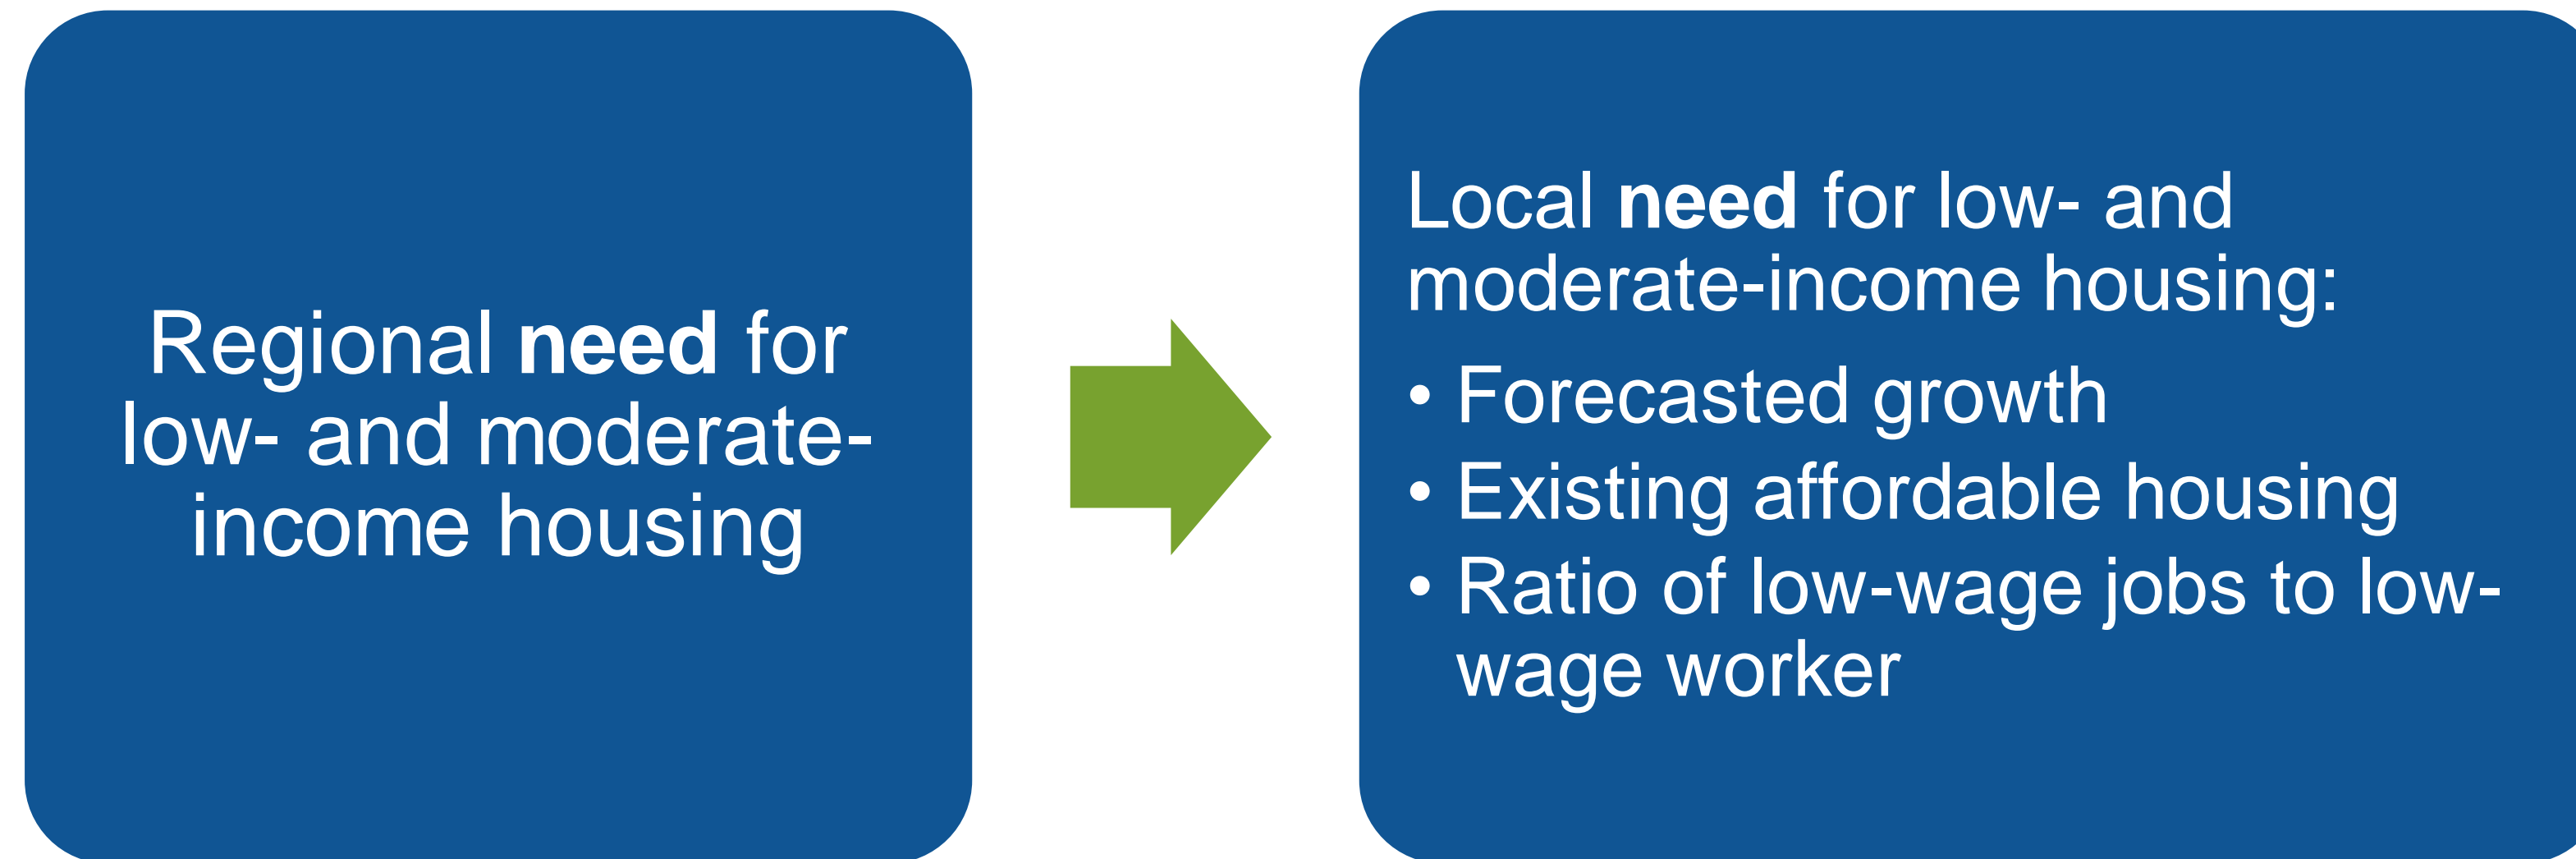 Regional need for
low- and moderate-
income housing
Local need for low- and
moderate-income housing:
• Forecasted growth
• Existing affordable housing
• Ratio of low-wage jobs to low-
wage worker